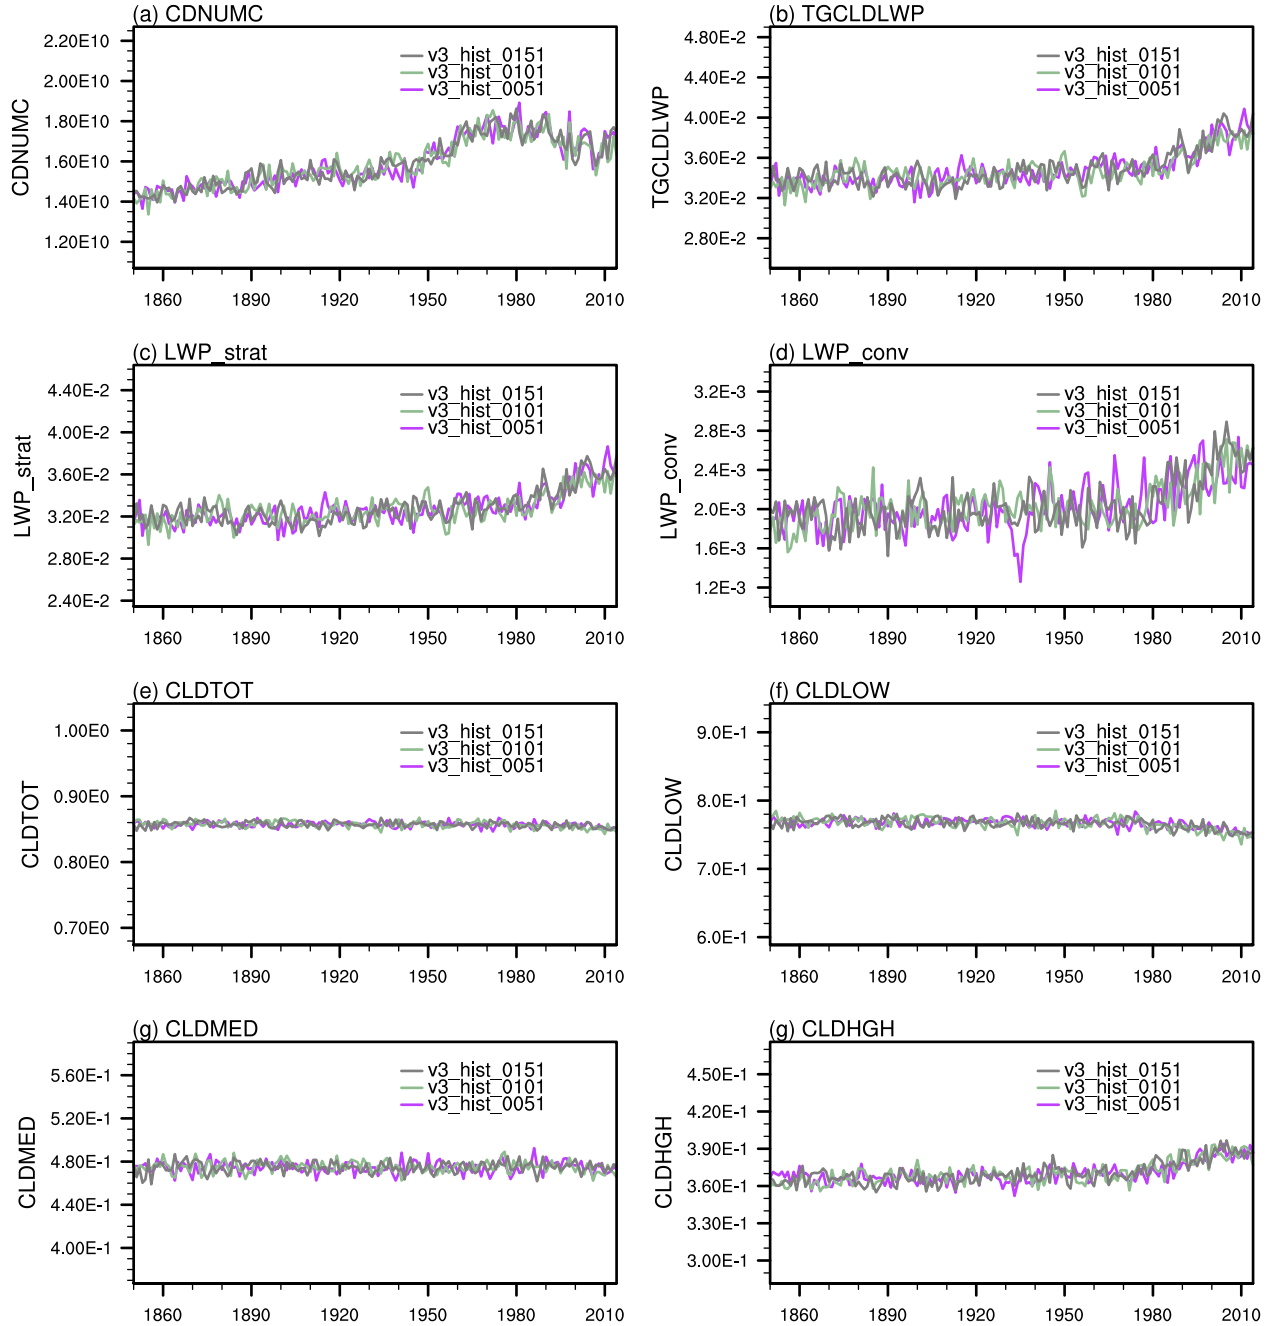 (a) CDNUMC
CDNUMC
2.20E10
2.00E10
1.80E10
1.60E10
1.40E10
1.20E10
v3_hist_0151
v3_hist_0101
v3_hist_0051
1860 1890 1920 1950 1980 2010
(b) TGCLDLWP
TGCLDLWP
4.80E-2
4.40E-2
4.00E-2
3.60E-2
3.20E-2
2.80E-2
v3_hist_0151
v3_hist_0101
v3_hist_0051
1860 1890 1920 1950 1980 2010
(c) LWP_strat
LWP_strat
4.40E-2
4.00E-2
3.60E-2
3.20E-2
2.80E-2
2.40E-2
v3_hist_0151
v3_hist_0101
v3_hist_0051
1860 1890 1920 1950 1980 2010
(d) LWP_conv
LWP_conv
3.2E-3
2.8E-3
2.4E-3
2.0E-3
1.6E-3
1.2E-3
v3_hist_0151
v3_hist_0101
v3_hist_0051
1860 1890 1920 1950 1980 2010
(e) CLDTOT
CLDTOT
1.00E0
0.90E0
0.80E0
0.70E0
v3_hist_0151
v3_hist_0101
v3_hist_0051
1860 1890 1920 1950 1980 2010
(f) CLDLOW
CLDLOW
9.0E-1
8.0E-1
7.0E-1
6.0E-1
v3_hist_0151
v3_hist_0101
v3_hist_0051
1860 1890 1920 1950 1980 2010
(g) CLDMED
CLDMED
5.60E-1
5.20E-1
4.80E-1
4.40E-1
4.00E-1
v3_hist_0151
v3_hist_0101
v3_hist_0051
1860 1890 1920 1950 1980 2010
(g) CLDHGH
CLDHGH
4.50E-1
4.20E-1
3.90E-1
3.60E-1
3.30E-1
3.00E-1
v3_hist_0151
v3_hist_0101
v3_hist_0051
1860 1890 1920 1950 1980 2010